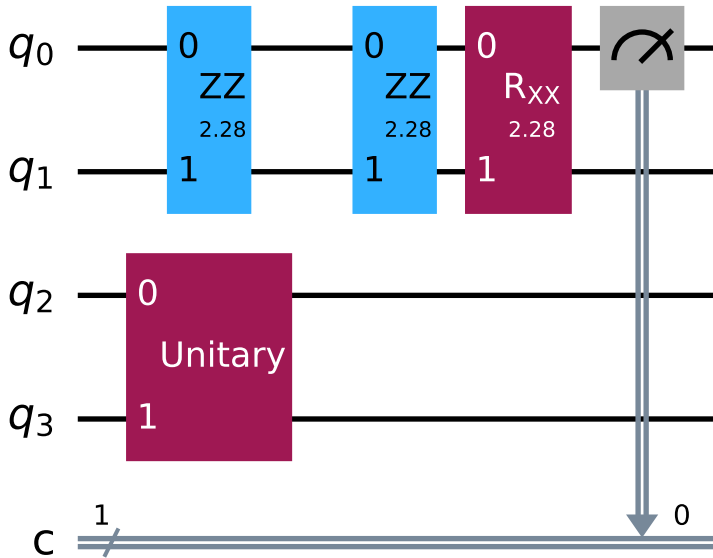 q0 0 0 0
ZZ ZZ RXX
2.28 2.28 2.28
q1 1 1 1
q2 0
Unitary
q3 1
1 0
c